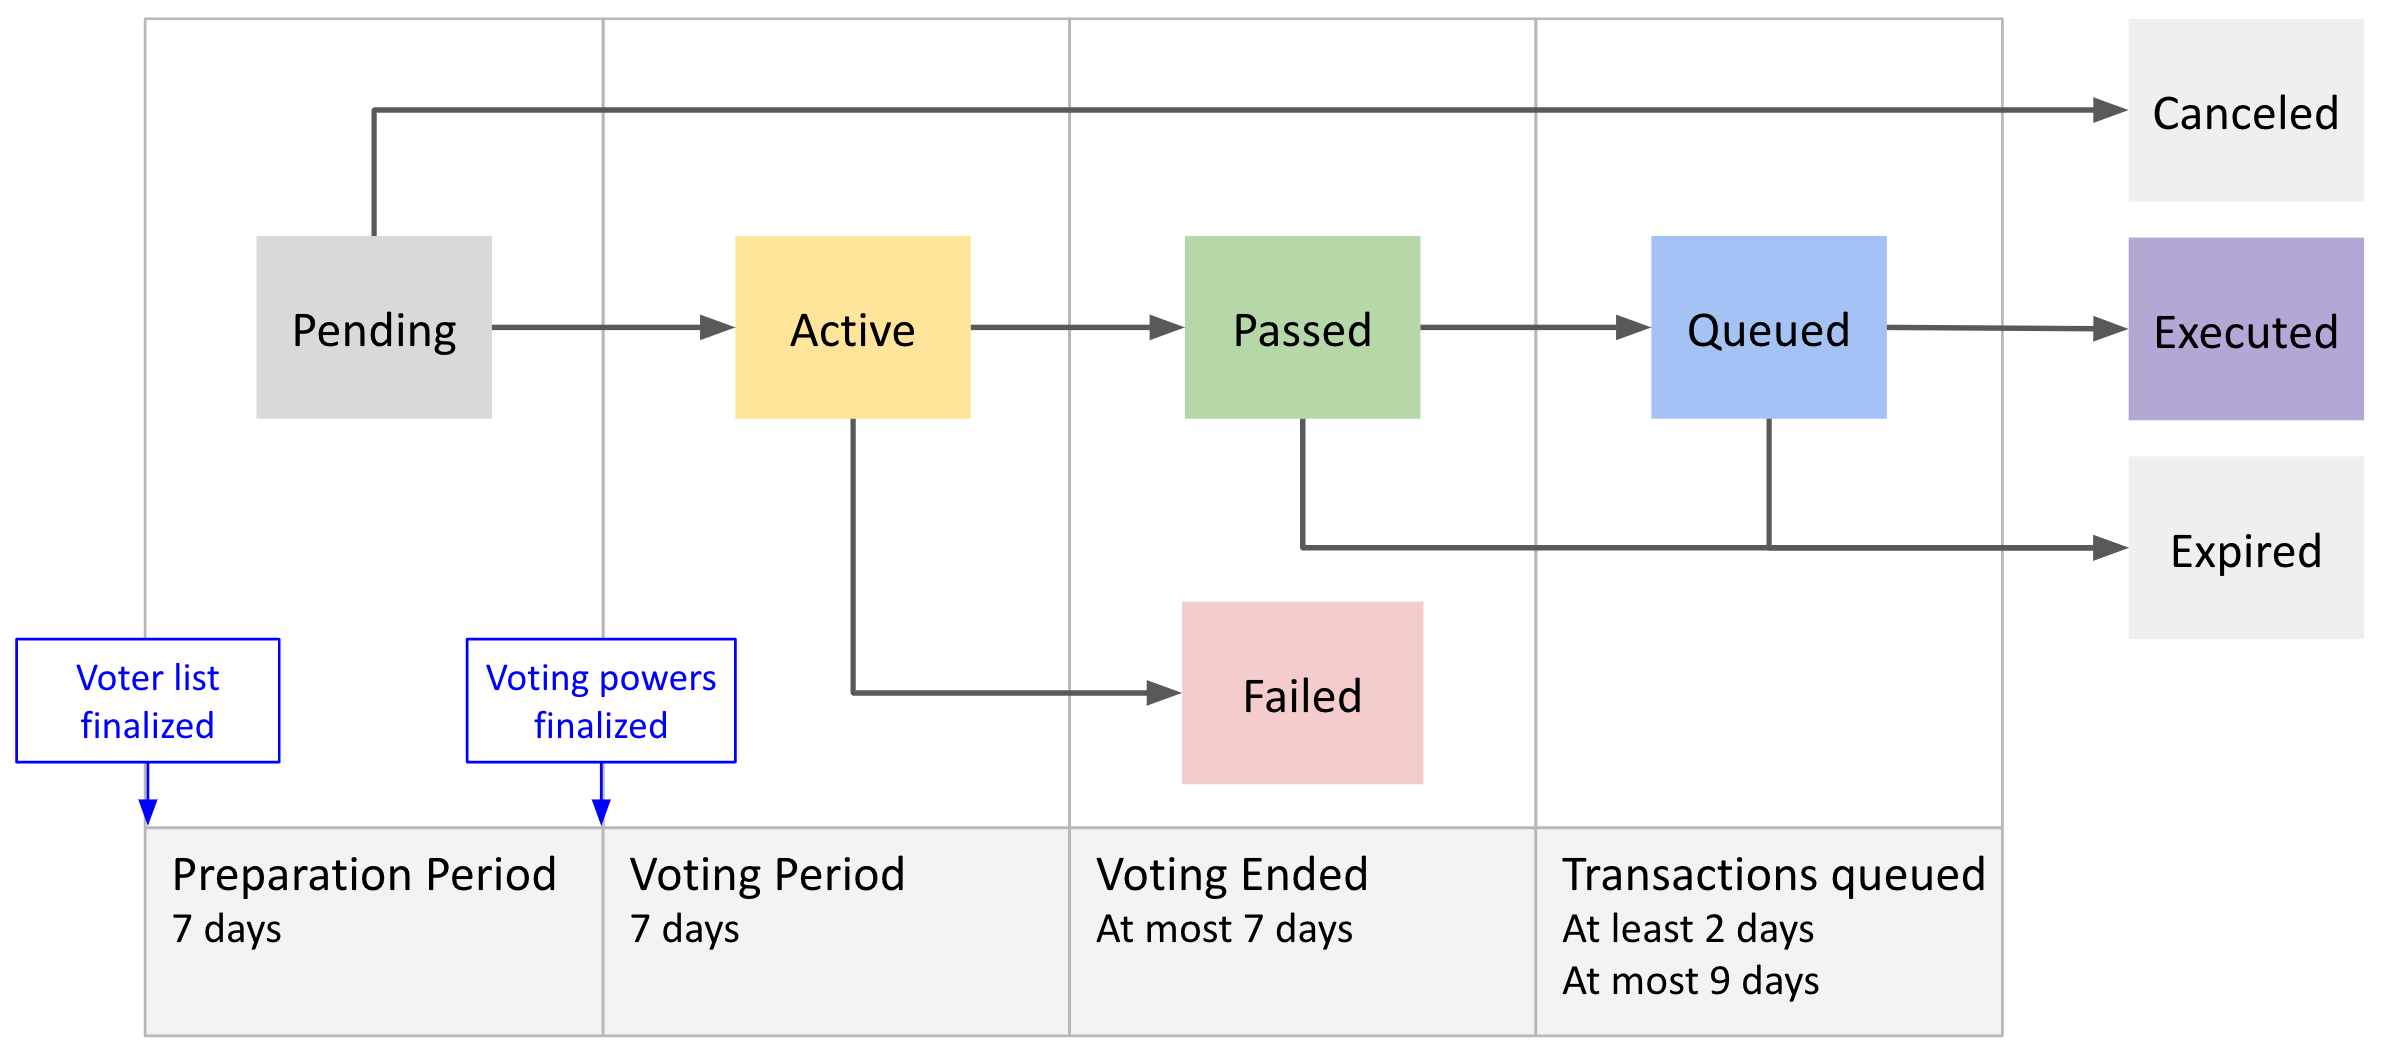 Canceled
Pending
Active
Passed
Queued
Executed
Expired
Voter list
finalized
Voting powers
finalized
Failed
Preparation Period
7 days
Voting Period
7 days
Voting Ended
At most 7 days
Transactions queued
At least 2 days
At most 9 days